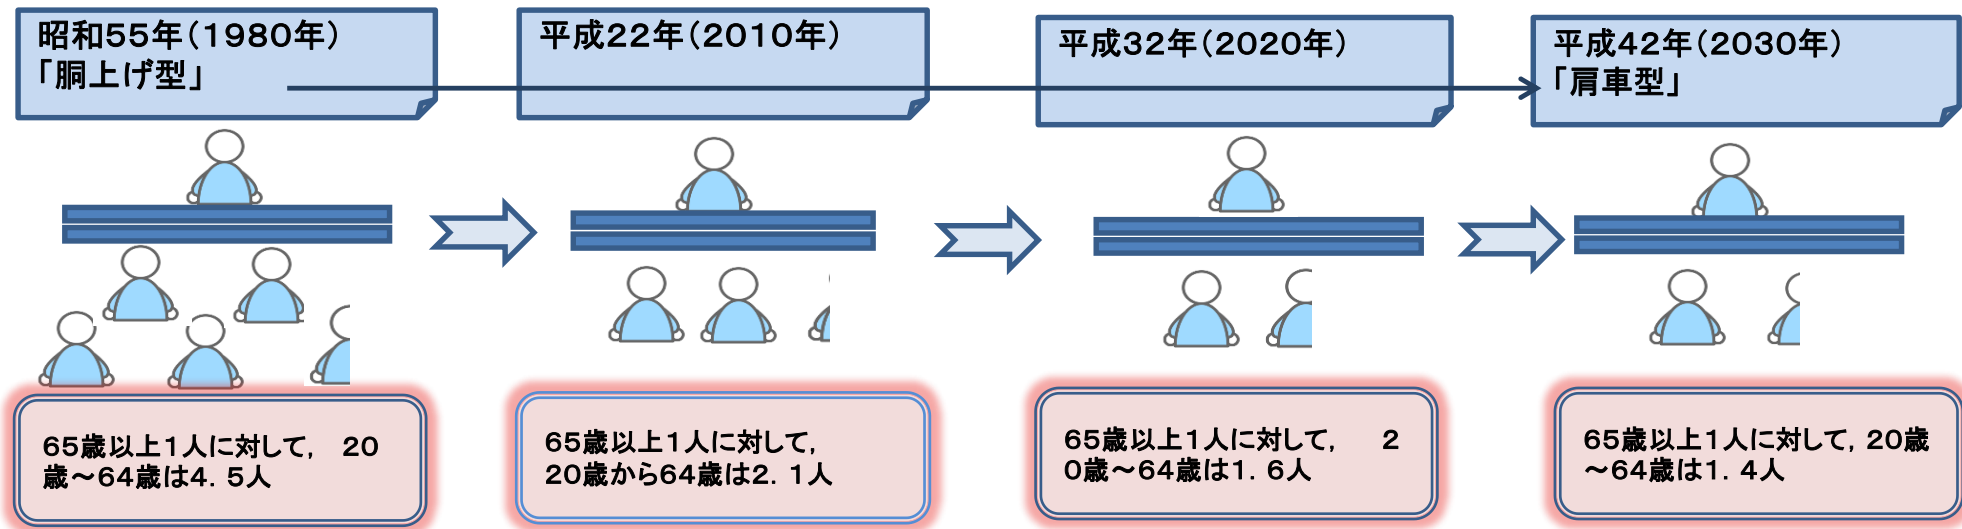 昭和55年(1980年)
「胴上げ型」
平成22年(2010年)
平成32年(2020年)
平成42年(2030年)
「肩車型」
65歳以上1人に対して,　20
歳～64歳は4．5人
65歳以上1人に対して,
20歳から64歳は2．1人
65歳以上1人に対して,　2
0歳～64歳は1．6人
65歳以上1人に対して,20歳
～64歳は1．4人